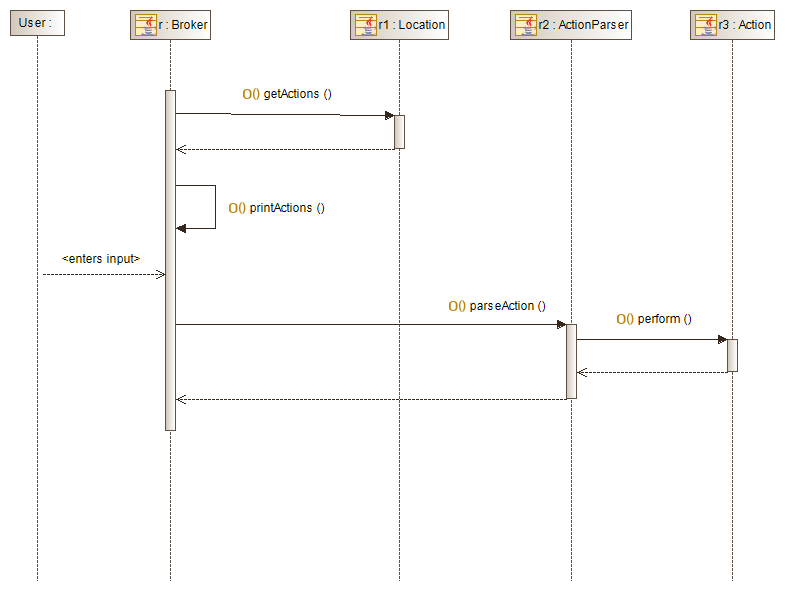 User :
r : Broker
r1 : Location
r2 : ActionParser
r3 : Action
O() getActions ()
O() printActions ()
<enters input>
O() parseAction ()
O() perform ()